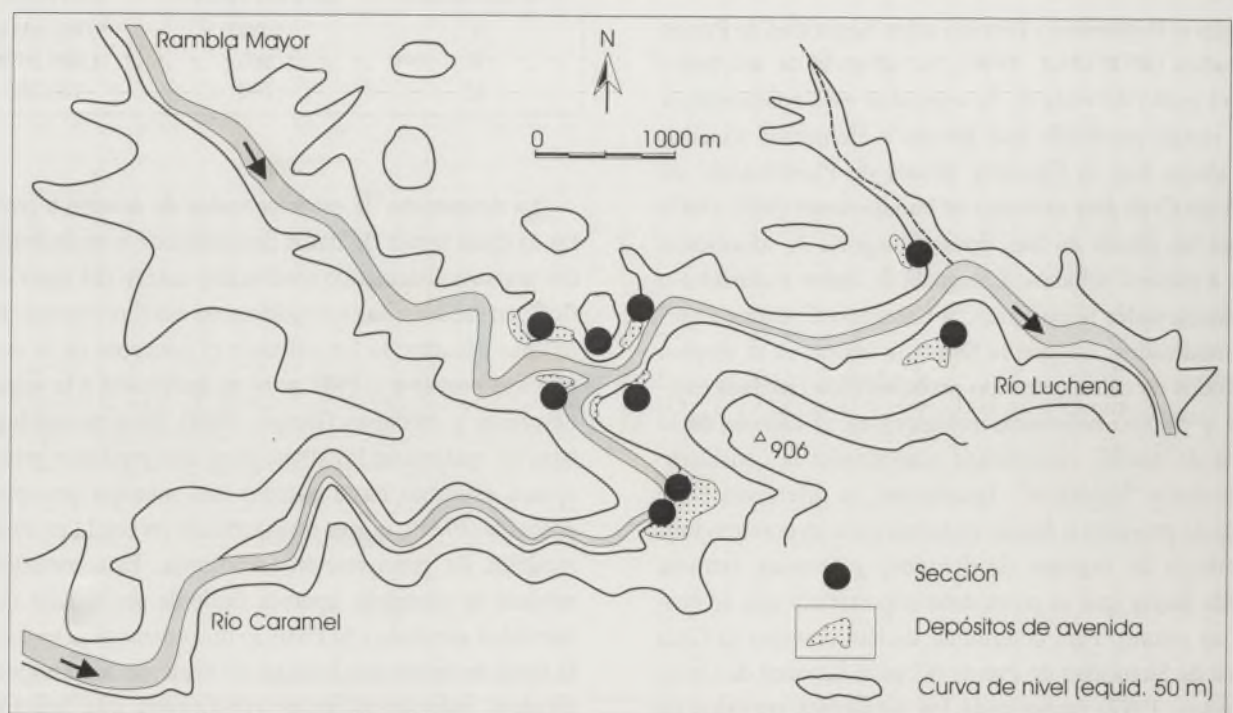 Rambla Mayor
N
0 1000 m
Río Luchena
906
Río Caramel
Sección
Depósitos de avenida
Curva de nivel (equid. 50 m)